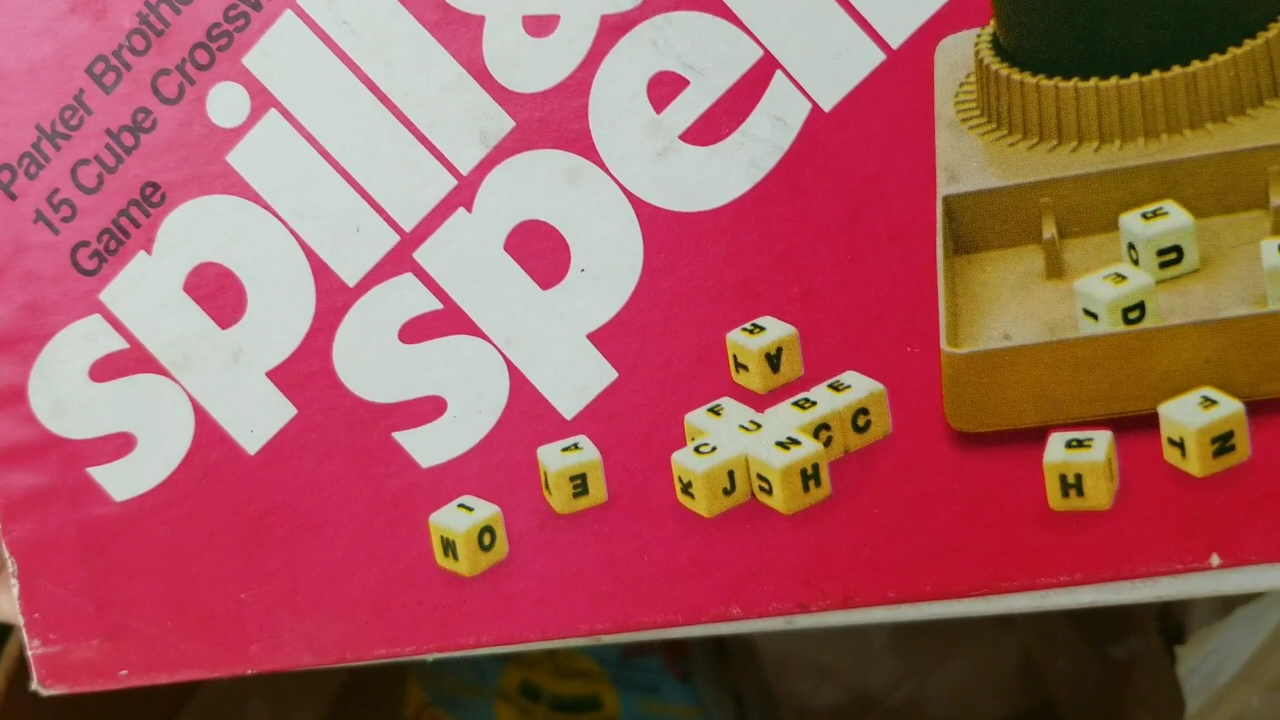 Parker Brothe
15 Cube Crossw
Game
spill &
spell
R
U
O
E
I
D
R
T
A
F
U
B
E
C
N
C
C
K
J
U
H
A
Y
E
I
M
O
R
H
F
T
N